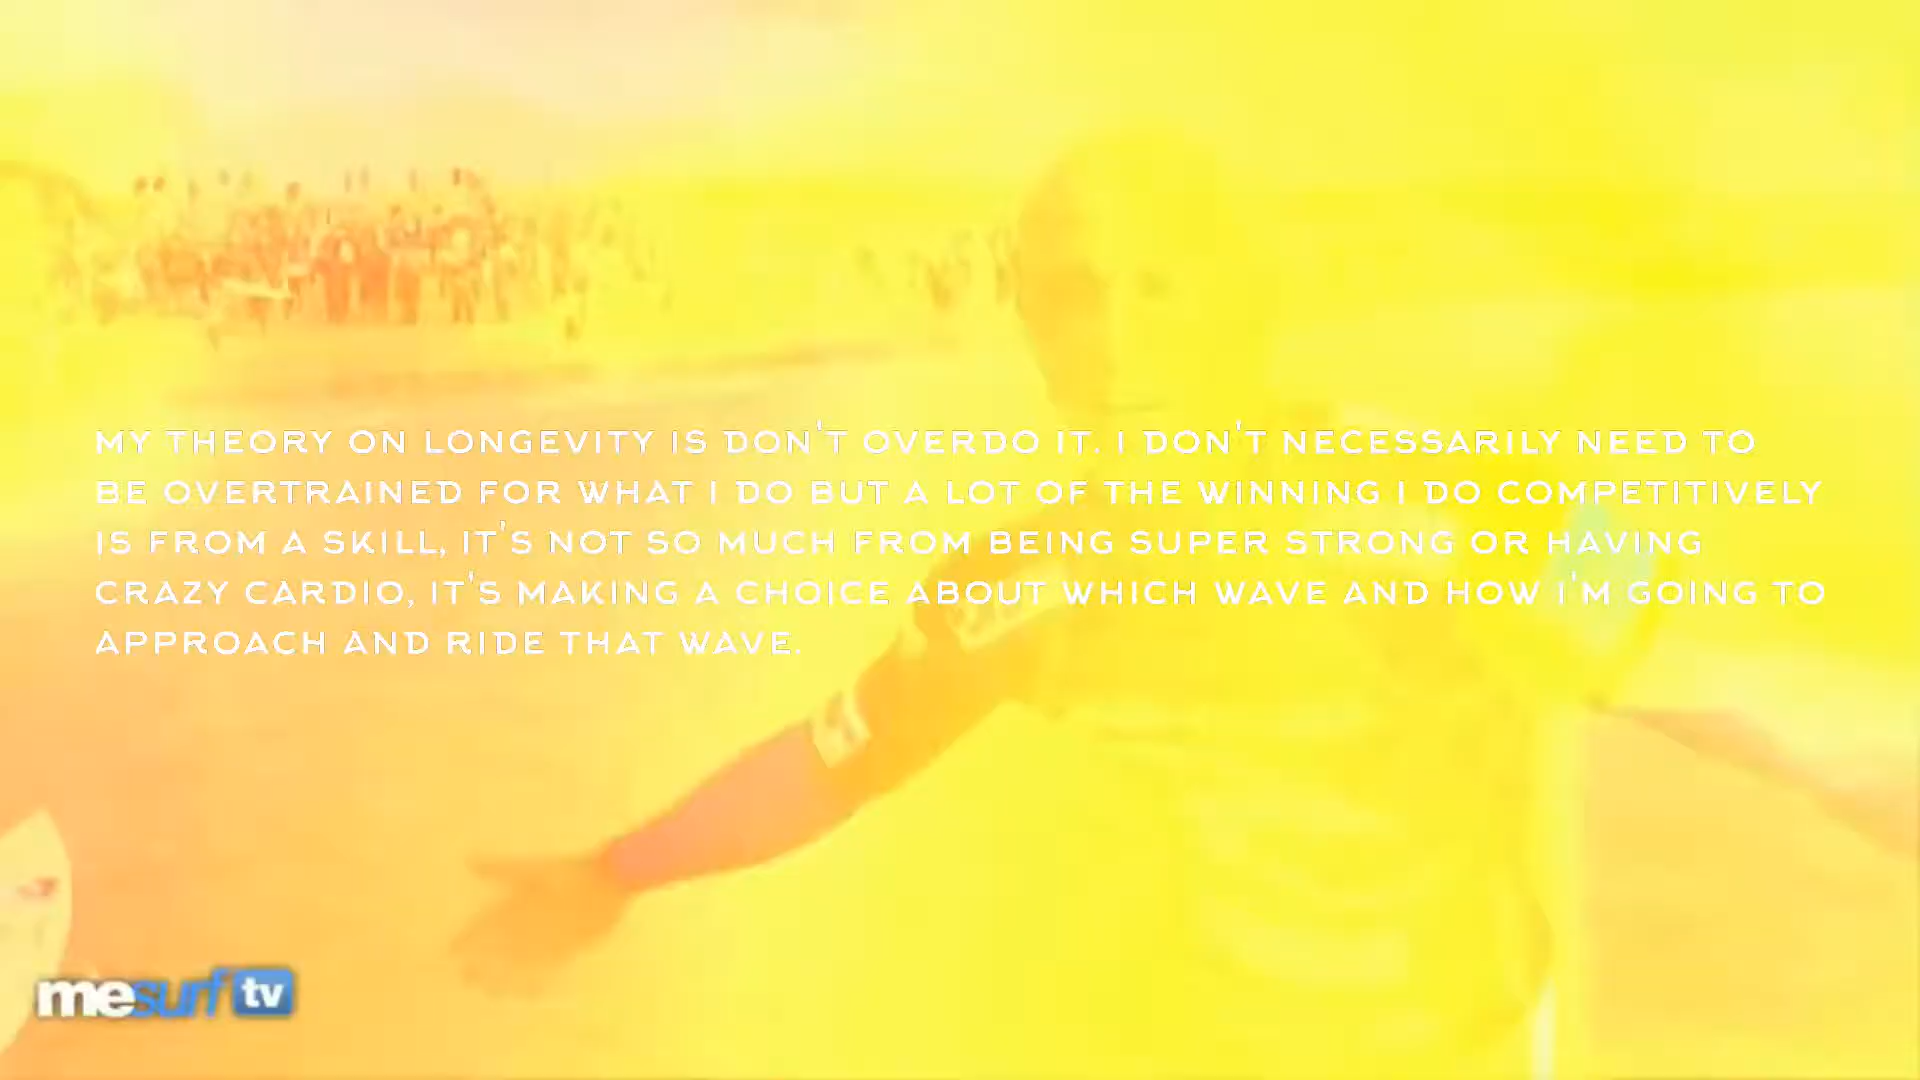 MY THEORY ON LONGEVITY IS DON'T OVERDO IT. I DON'T NECESSARILY NEED TO
BE OVERTRAINED FOR WHAT I DO BUT A LOT OF THE WINNING I DO COMPETITIVELY
IS FROM A SKILL, IT'S NOT SO MUCH FROM BEING SUPER STRONG OR HAVING
CRAZY CARDIO, IT'S MAKING A CHOICE ABOUT WHICH WAVE AND HOW I'M GOING TO
APPROACH AND RIDE THAT WAVE.
mesurf tv